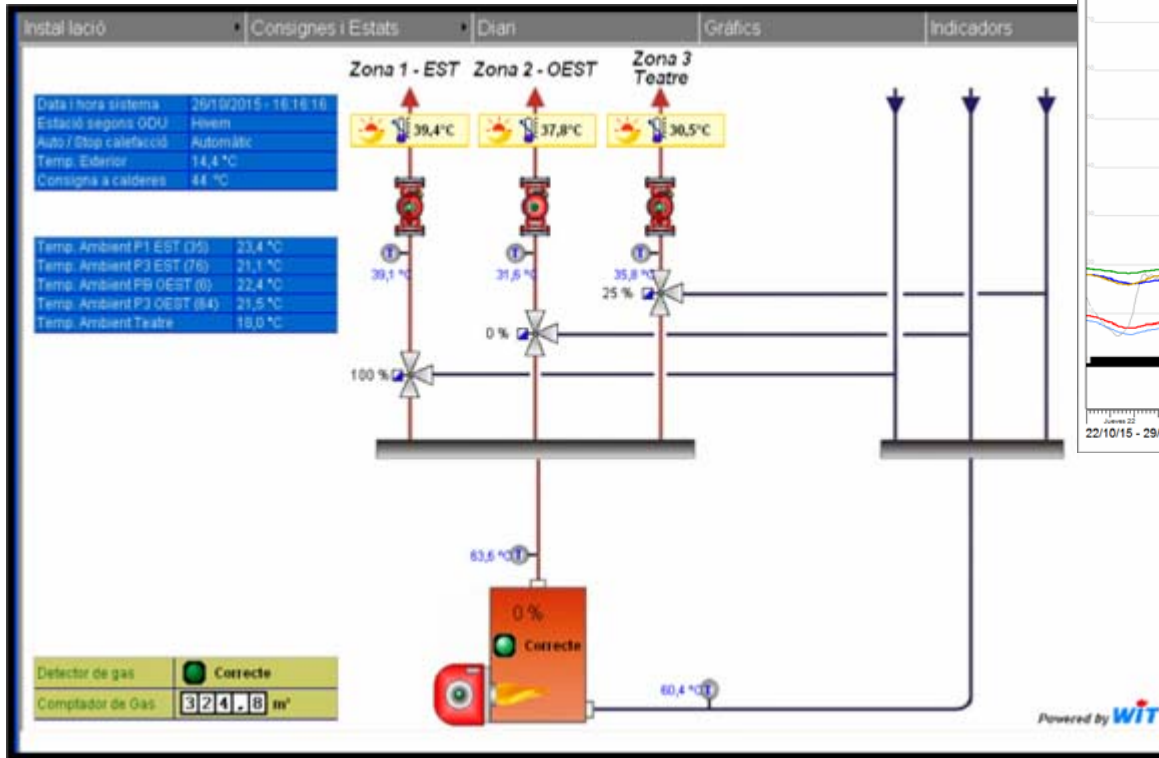 Instal·lació
Consignes i Estats
Diari
Gràfics
Indicadors
Zona 1 - EST
Zona 2 - OEST
Zona 3
Teatre
Data i hora sistema 26/10/2015 - 16:16:16
Estació segons ODU Hivern
Auto / Stop calefacció Automàtic
Temp. Exterior 14,4 °C
Consigna a calderes 44 °C
39,4°C
37,8°C
30,5°C
Temp. Ambient P1 EST (35) 23,4 °C
Temp. Ambient P3 EST (76) 21,1 °C
Temp. Ambient PB OEST (6) 22,4 °C
Temp. Ambient P3 OEST (84) 21,5 °C
Temp. Ambient Teatre 18,0 °C
T
T
T
39,1 °C
31,6 °C
35,8 °C
25 %
0 %
100 %
63,6 °C
T
0 %
Correcte
60,4 °C
T
Detector de gas Correcte
Comptador de Gas 324.8 m³
Powered by WiT
Jueves 22
22/10/15 - 29/